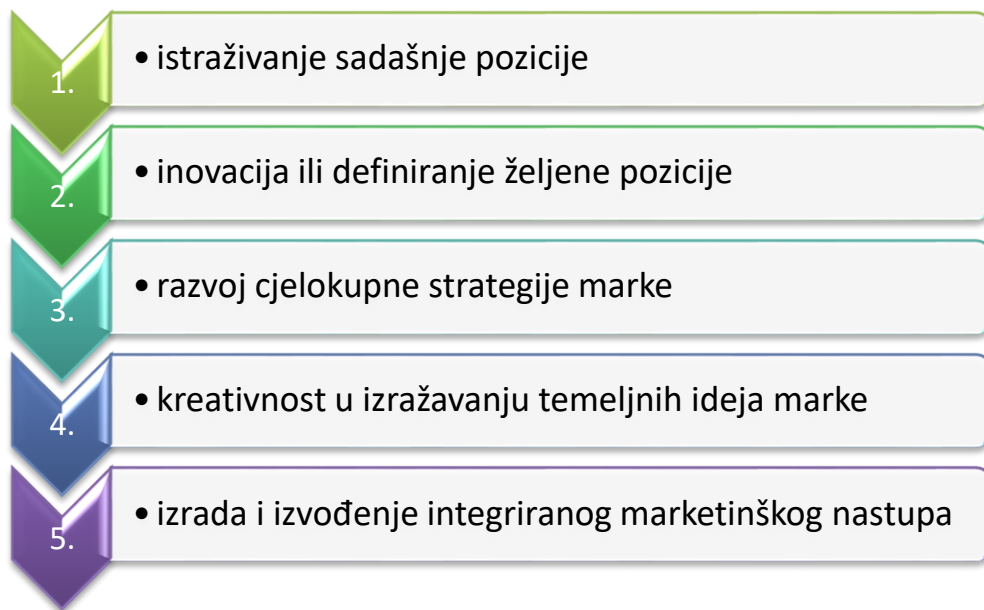 1.
• istraživanje sadašnje pozicije
2.
• inovacija ili definiranje željene pozicije
3.
• razvoj cjelokupne strategije marke
4.
• kreativnost u izražavanju temeljnih ideja marke
5.
• izrada i izvođenje integriranog marketinškog nastupa